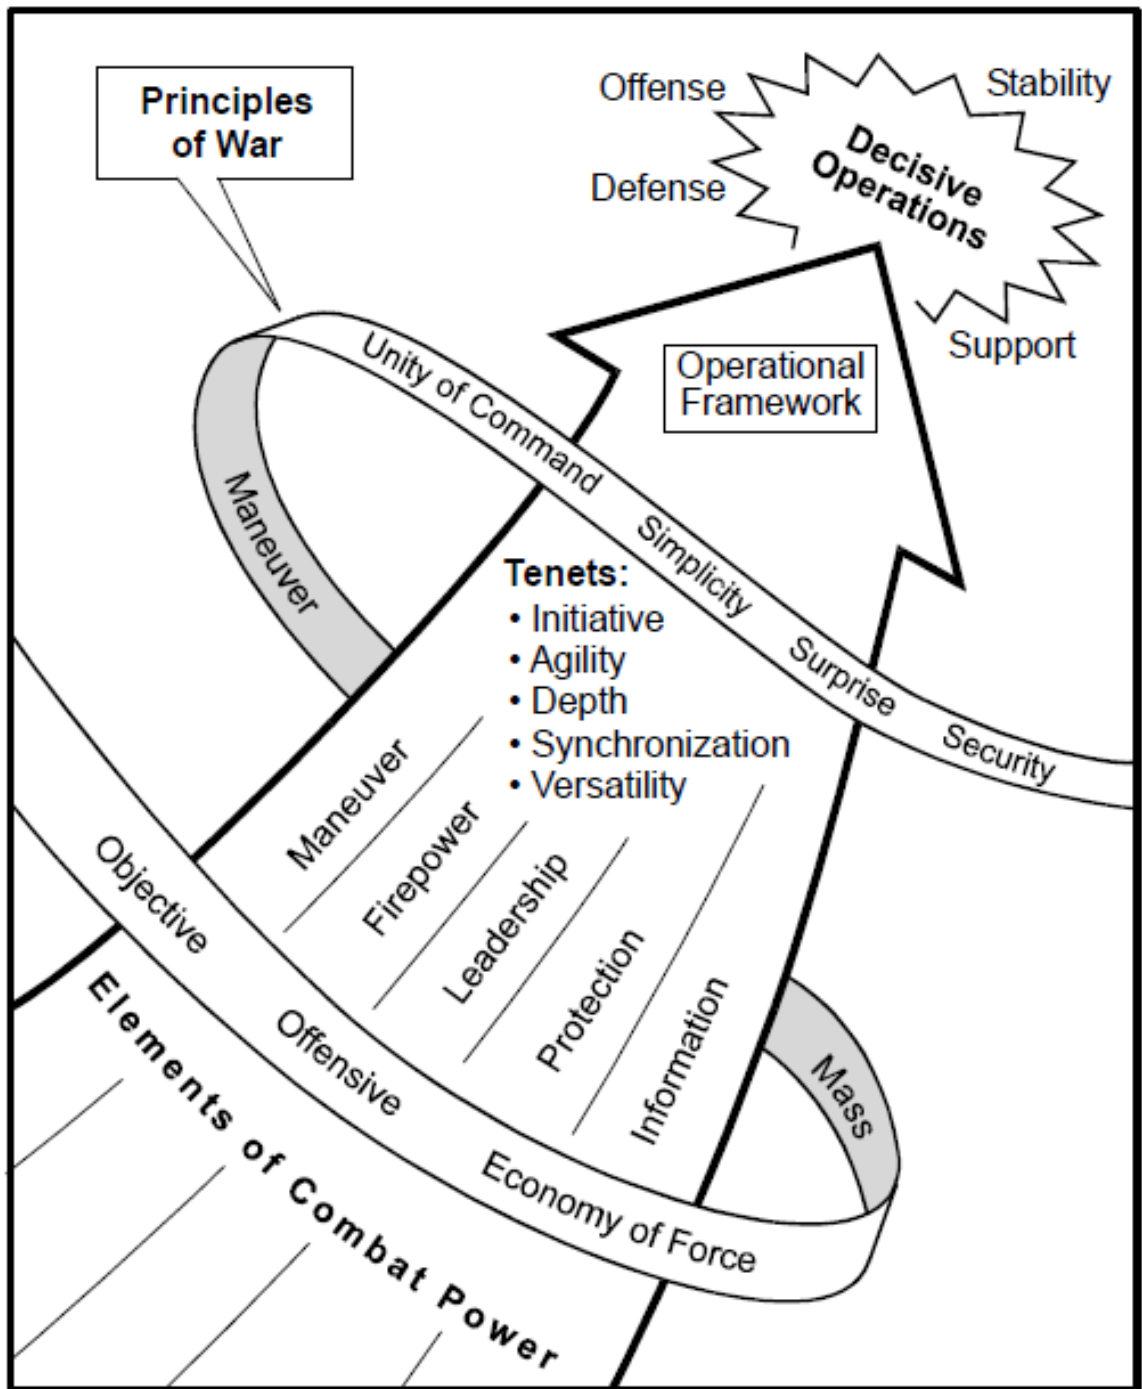 Principles
of War
Offense
Stability
Decisive
Operations
Defense
Support
Operational
Framework
Unity of Command
Simplicity
Surprise
Security
Maneuver
Tenets:
• Initiative
• Agility
• Depth
• Synchronization
• Versatility
Maneuver
Firepower
Leadership
Protection
Information
Objective
Offensive
Economy of Force
Mass
Elements of Combat Power